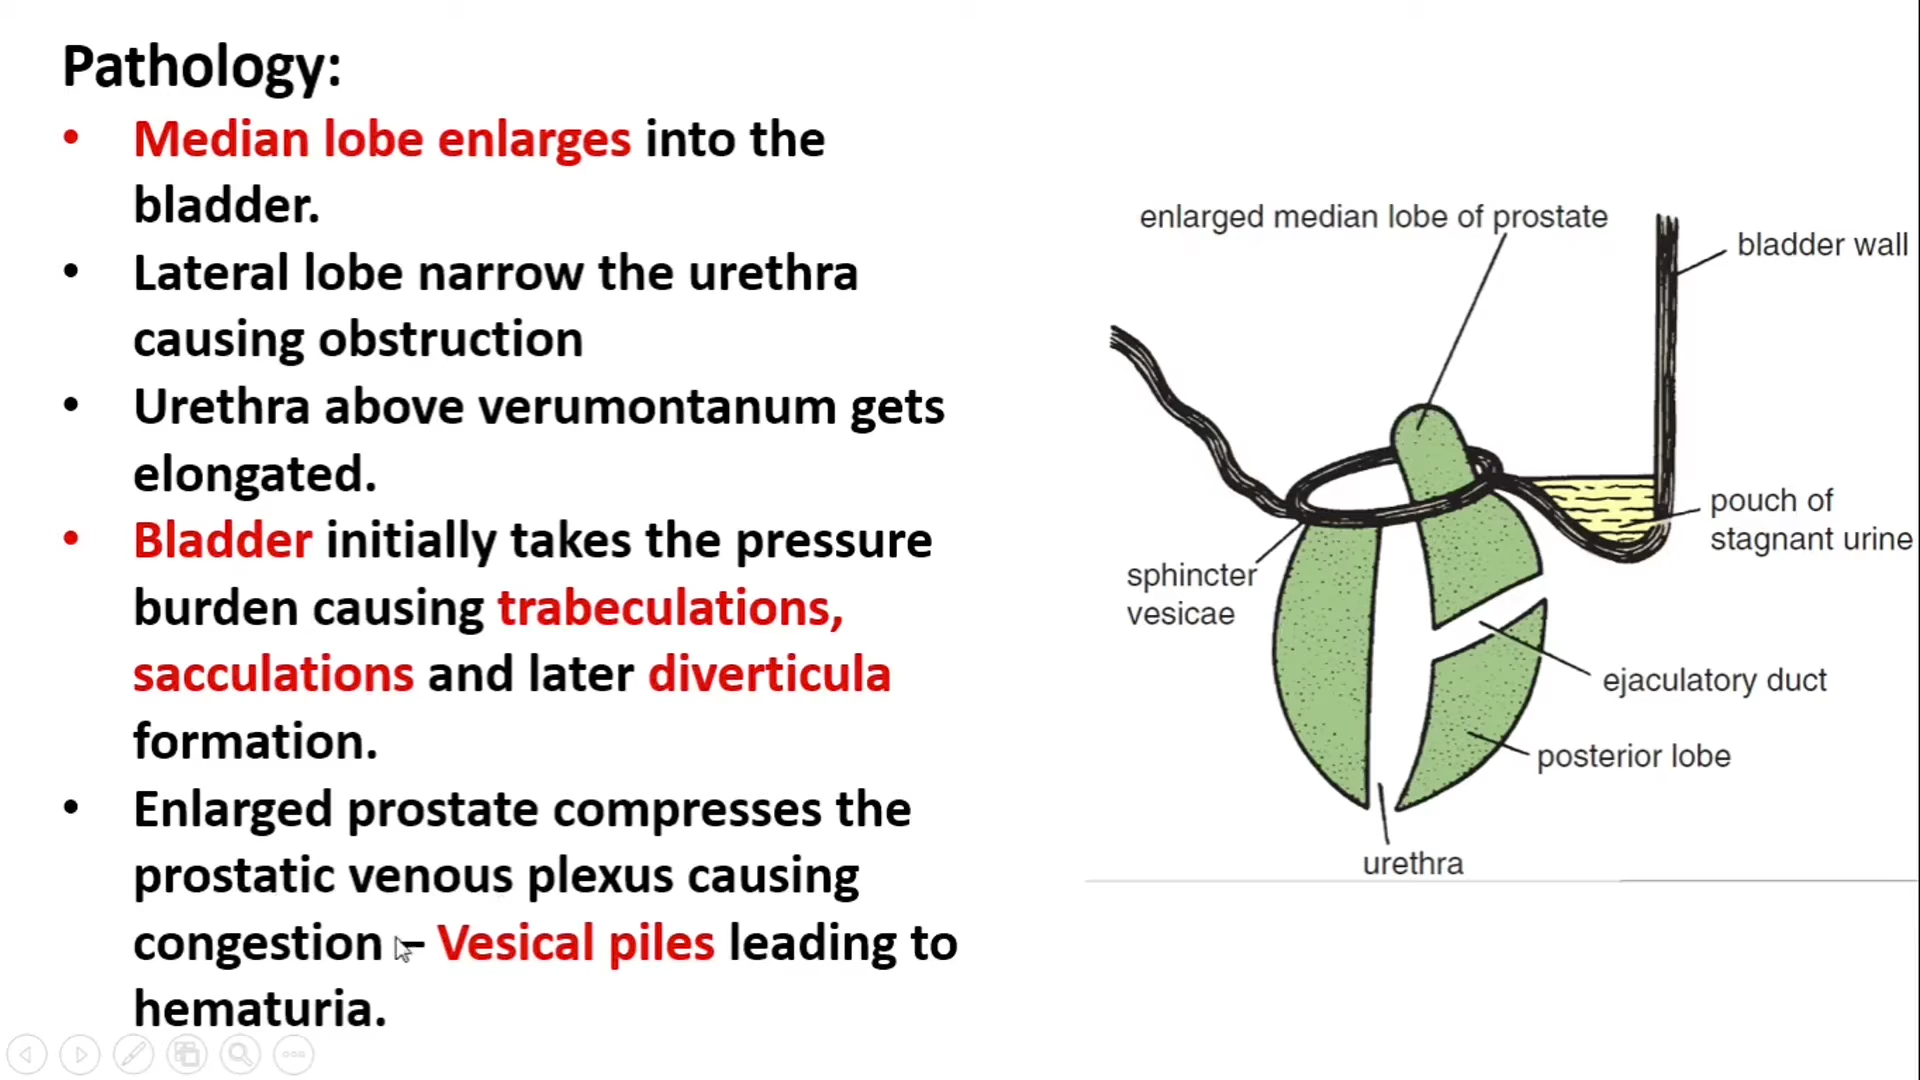 Pathology:
• Median lobe enlarges into the
bladder.
• Lateral lobe narrow the urethra
causing obstruction
• Urethra above verumontanum gets
elongated.
• Bladder initially takes the pressure
burden causing trabeculations,
sacculations and later diverticula
formation.
• Enlarged prostate compresses the
prostatic venous plexus causing
congestion – Vesical piles leading to
hematuria.
enlarged median lobe of prostate
bladder wall
pouch of
stagnant urine
sphincter
vesicae
ejaculatory duct
posterior lobe
urethra